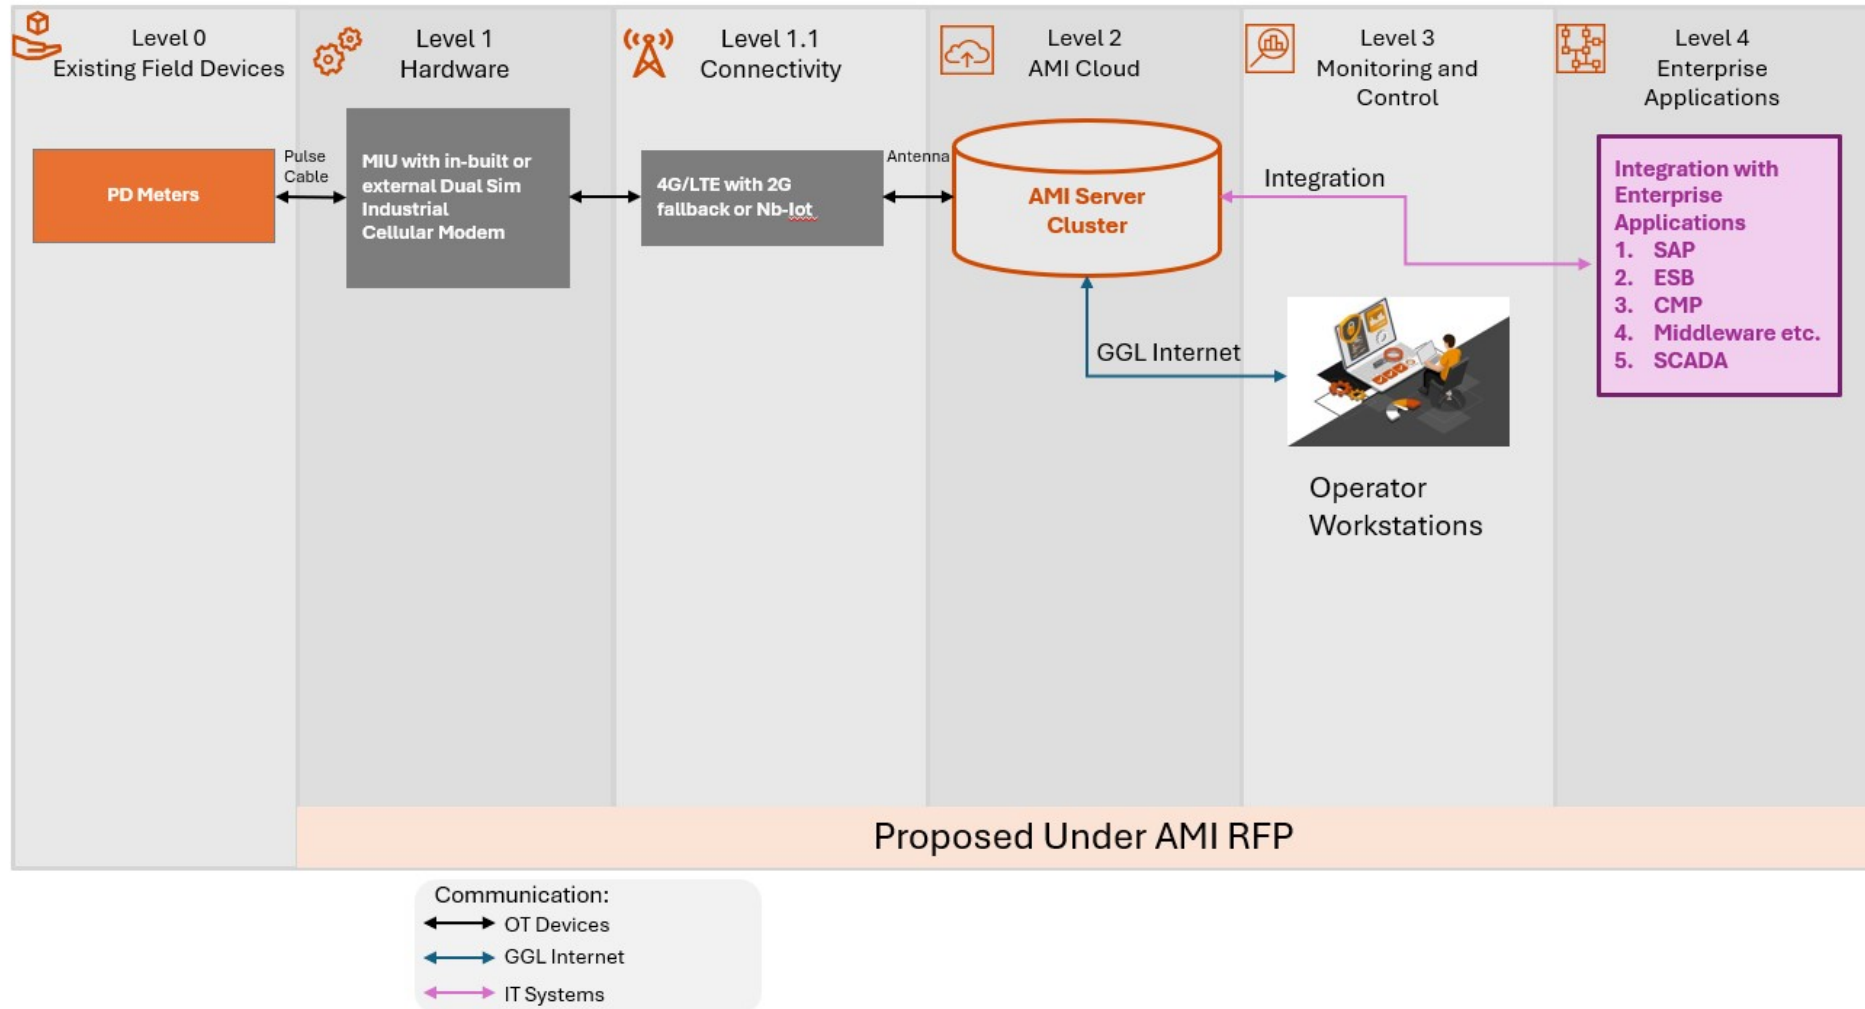 Level 0
Existing Field Devices
Level 1
Hardware
Level 1.1
Connectivity
Level 2
AMI Cloud
Level 3
Monitoring and
Control
Level 4
Enterprise
Applications
PD Meters
Pulse
Cable
MIU with in-built or
external Dual Sim
Industrial
Cellular Modem
4G/LTE with 2G
fallback or Nb-Iot
Antenna
AMI Server
Cluster
Integration
Integration with
Enterprise
Applications
1. SAP
2. ESB
3. CMP
4. Middleware etc.
5. SCADA
GGL Internet
Operator
Workstations
Proposed Under AMI RFP
Communication:
OT Devices
GGL Internet
IT Systems